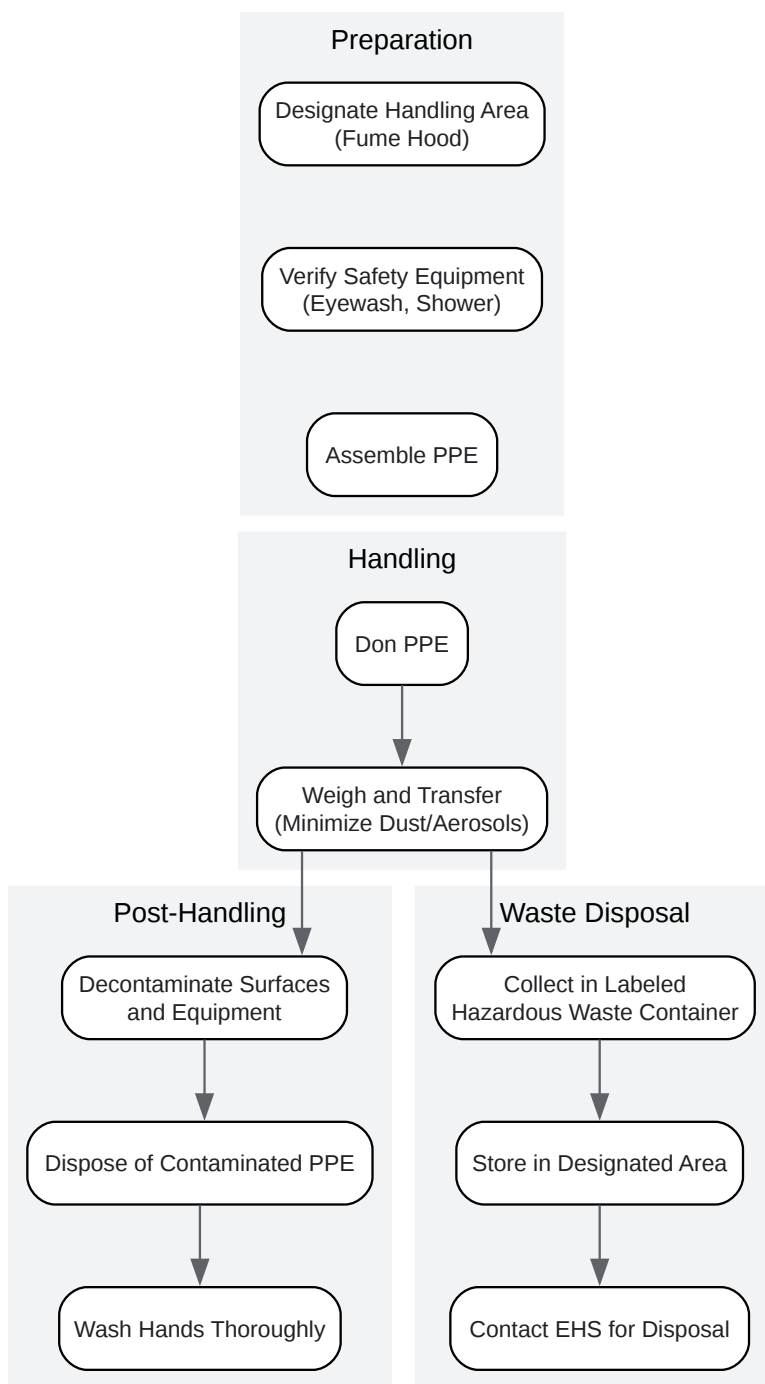 Preparation
Designate Handling Area
(Fume Hood)
Verify Safety Equipment
(Eyewash, Shower)
Assemble PPE
Handling
Don PPE
Weigh and Transfer
(Minimize Dust/Aerosols)
Post-Handling
Decontaminate Surfaces
and Equipment
Dispose of Contaminated PPE
Wash Hands Thoroughly
Waste Disposal
Collect in Labeled
Hazardous Waste Container
Store in Designated Area
Contact EHS for Disposal